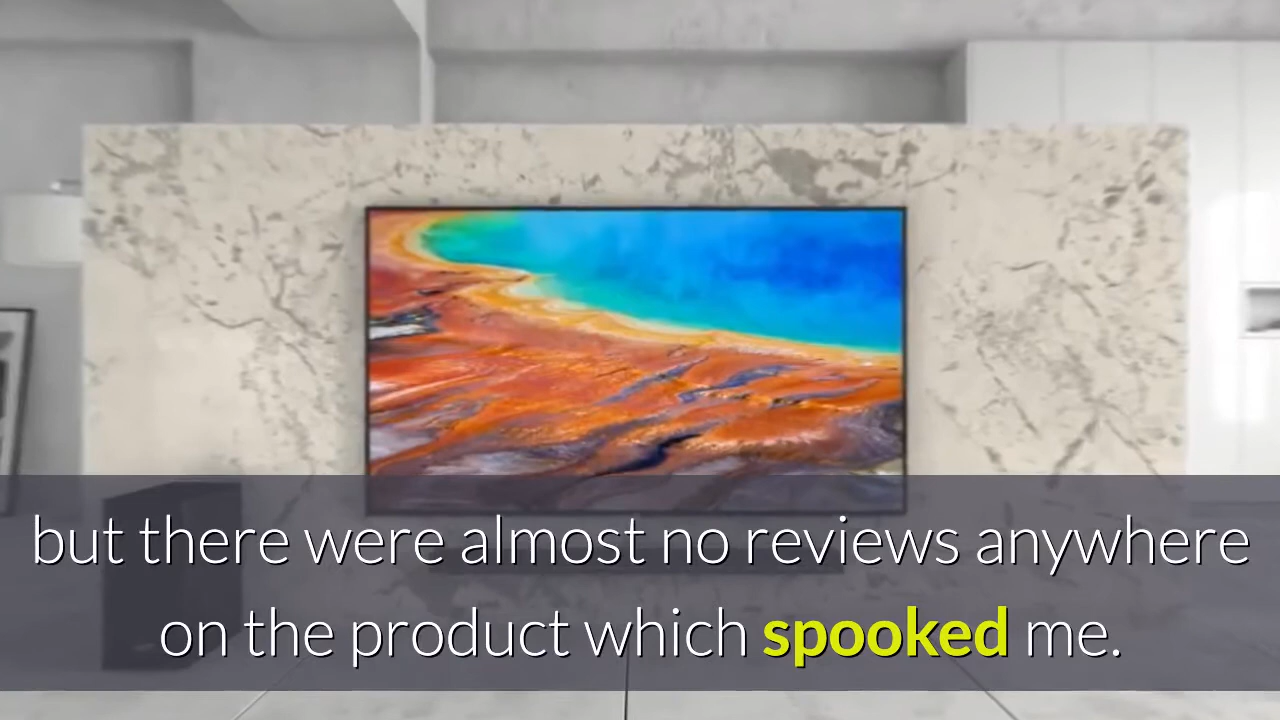 but there were almost no reviews anywhere
on the product which spooked me.